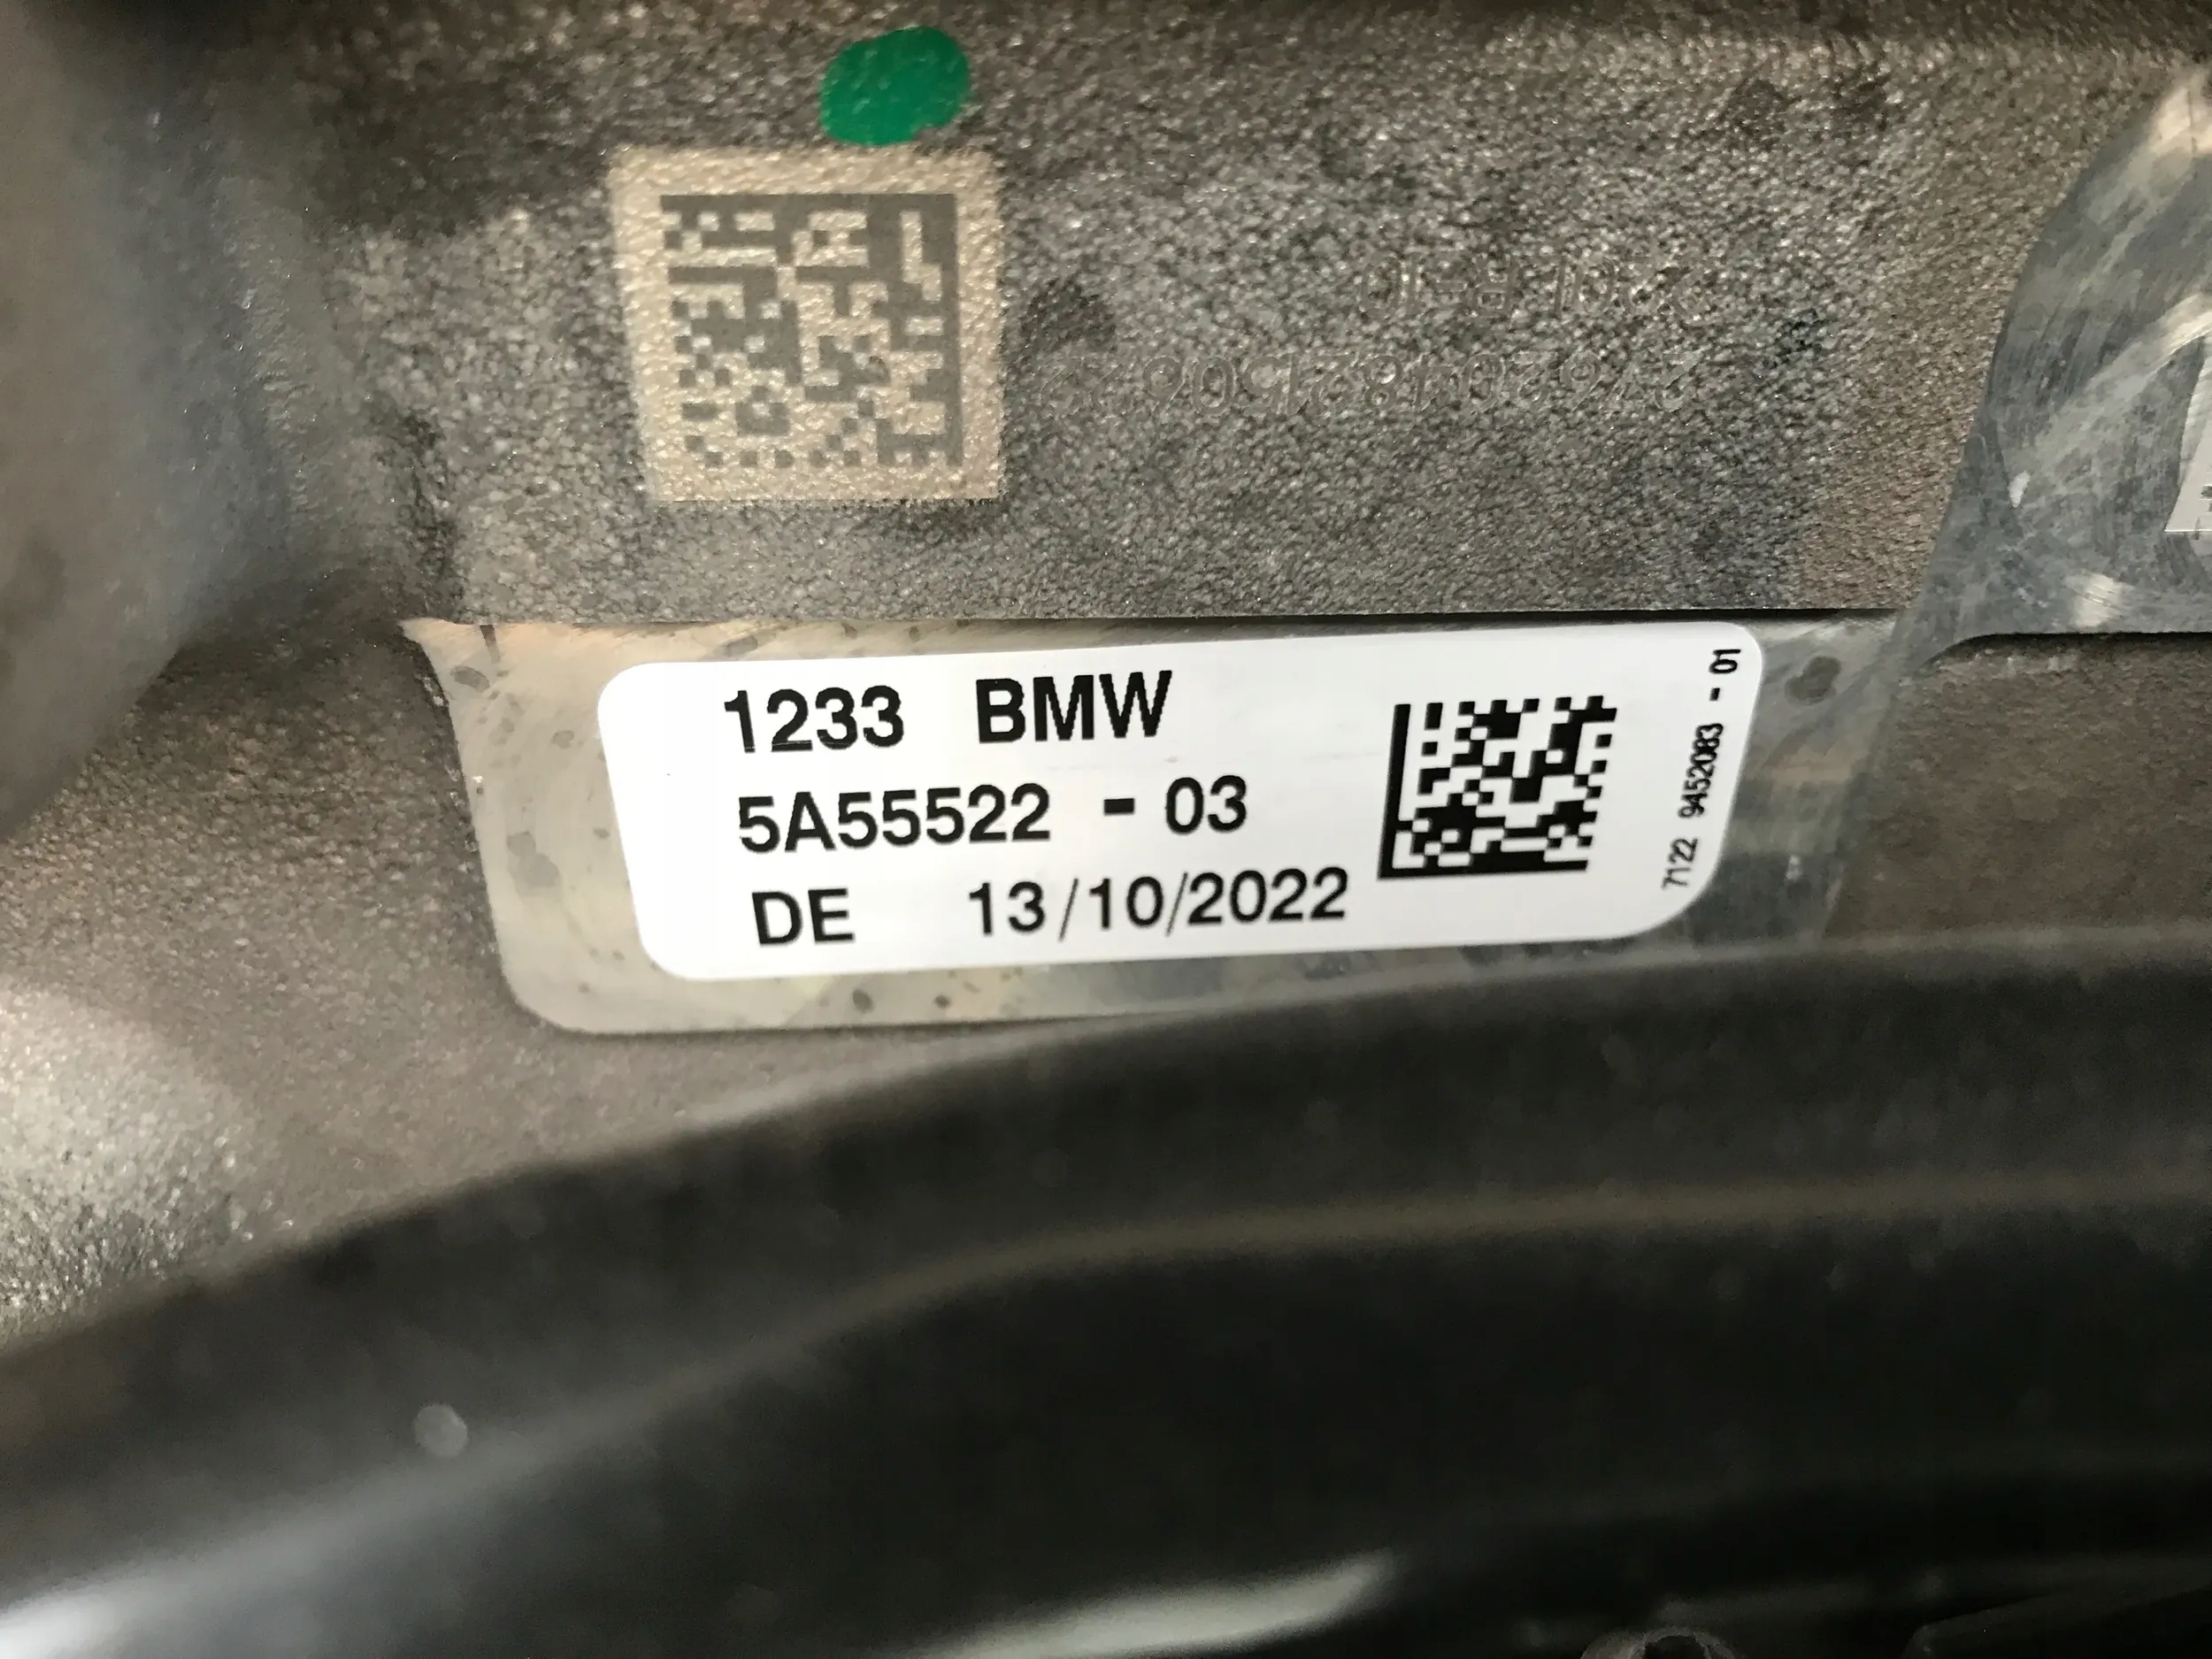 1233 BMW
5A55522 - 03
DE 13/10/2022
7122 9452083 - 01